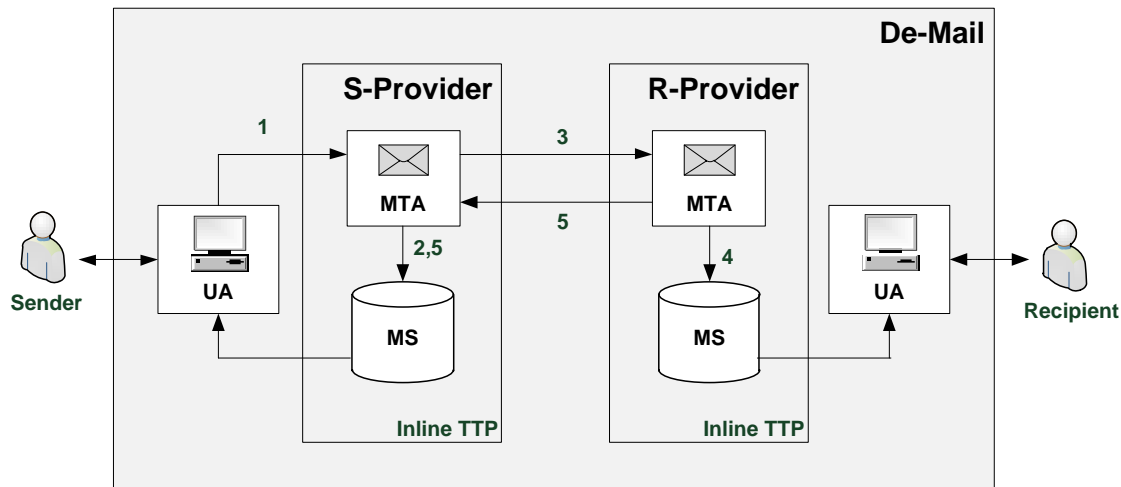 De-Mail
S-Provider
R-Provider
1
3
MTA
MTA
5
2,5
4
UA
UA
Sender
Recipient
MS
MS
Inline TTP
Inline TTP